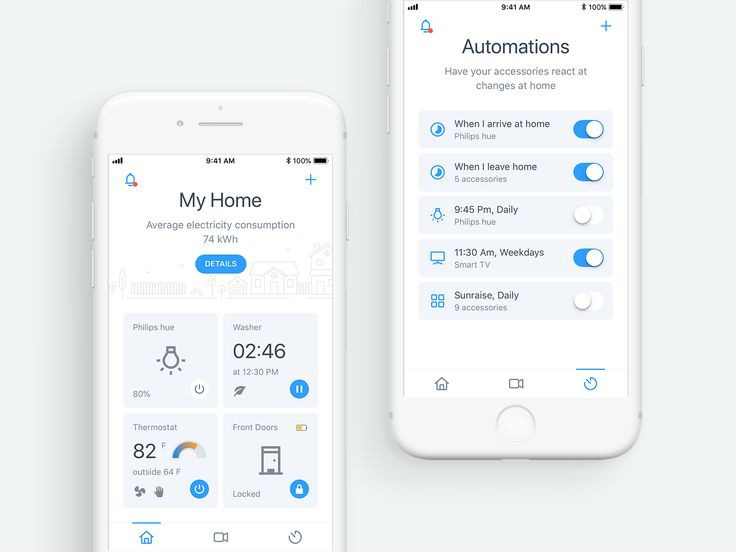 9:41 AM
100%
My Home
Average electricity consumption
74 kWh
DETAILS
Philips hue
80%
Washer
02:46
at 12:30 PM
Thermostat
82 F
outside 64 F
Front Doors
Locked
9:41 AM
100%
Automations
Have your accessories react at
changes at home
When I arrive at home
Philips hue
When I leave home
5 accessories
9:45 Pm, Daily
Philips hue
11:30 Am, Weekdays
Smart TV
Sunraise, Daily
9 accessories